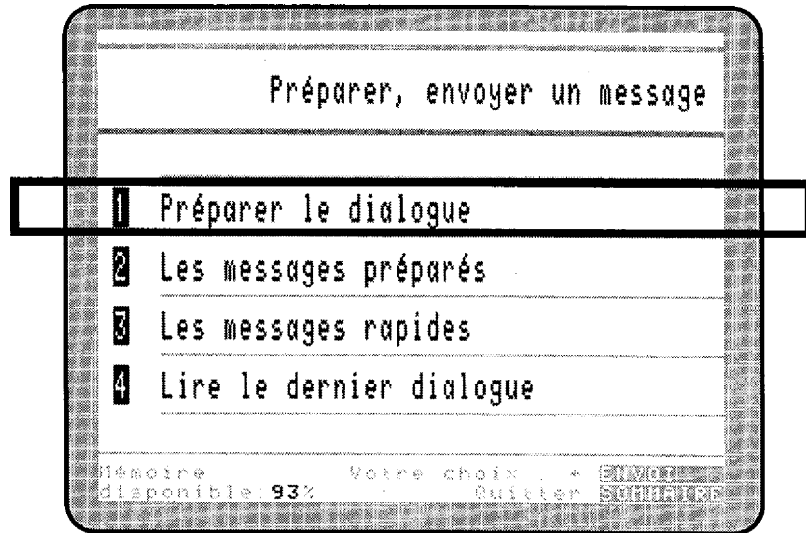 Préparer, envoyer un message
1 Préparer le dialogue
2 Les messages préparés
3 Les messages rapides
4 Lire le dernier dialogue
Mémoire Votre choix . + ENVOI
disponible:93% Quitter SOMMAIRE